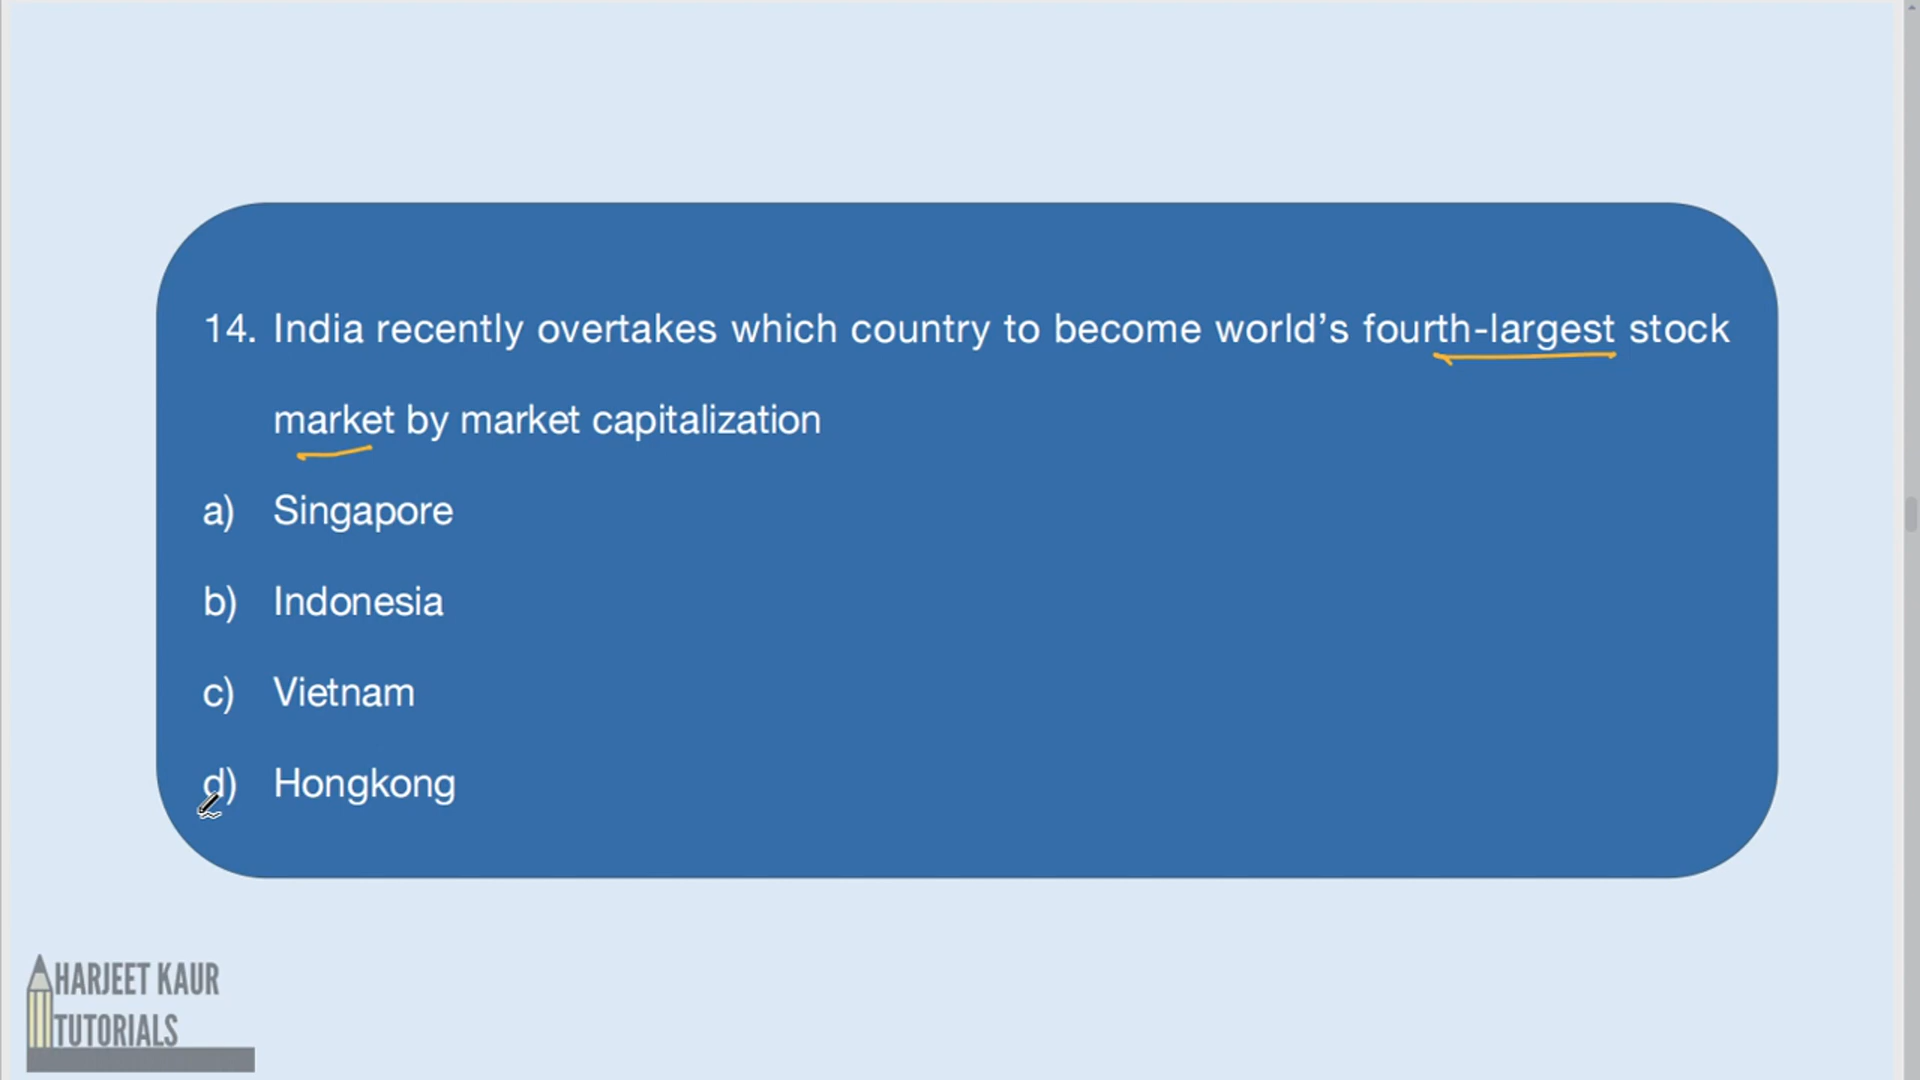 14. India recently overtakes which country to become world’s fourth-largest stock
market by market capitalization
a) Singapore
b) Indonesia
c) Vietnam
d) Hongkong
HARJEET KAUR
TUTORIALS